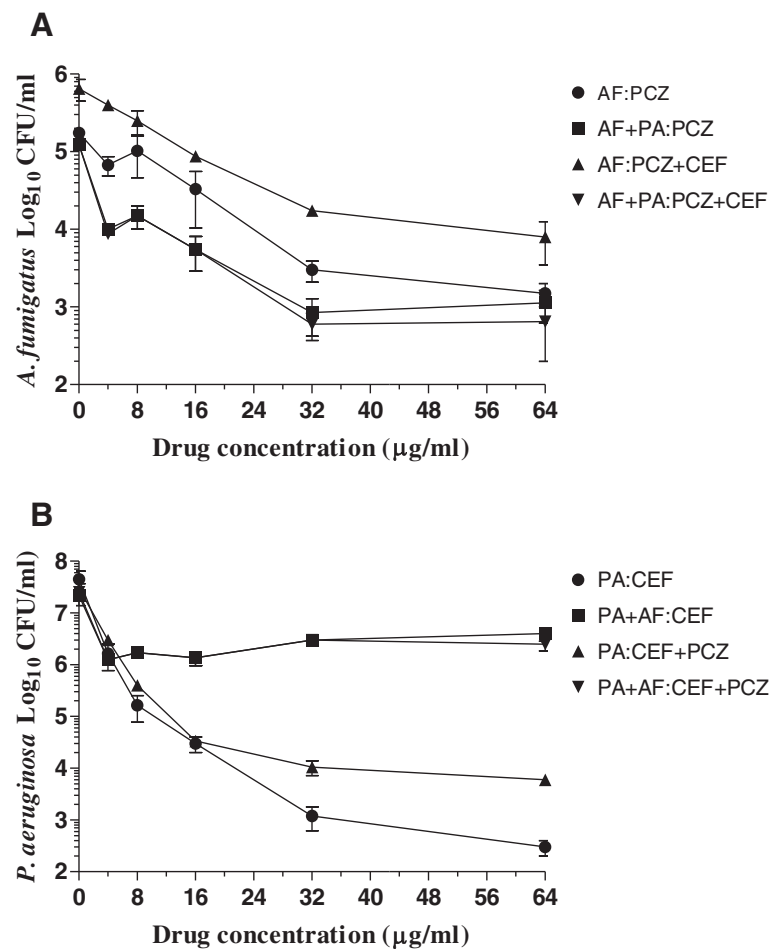 A
A. fumigatus Log10 CFU/ml
6
5
4
3
2
0 8 16 24 32 40 48 56 64
Drug concentration (μg/ml)
AF:PCZ
AF+PA:PCZ
AF:PCZ+CEF
AF+PA:PCZ+CEF
B
P. aeruginosa Log10 CFU/ml)
8
7
6
5
4
3
2
0 8 16 24 32 40 48 56 64
Drug concentration (μg/ml)
PA:CEF
PA+AF:CEF
PA:CEF+PCZ
PA+AF:CEF+PCZ